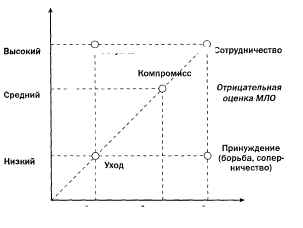 Высокий
Сотрудничество
Компромисс
Средний
Отрицательная
оценка МЛО
Низкий
Уход
Принуждение
(борьба, сопер-
ничество)